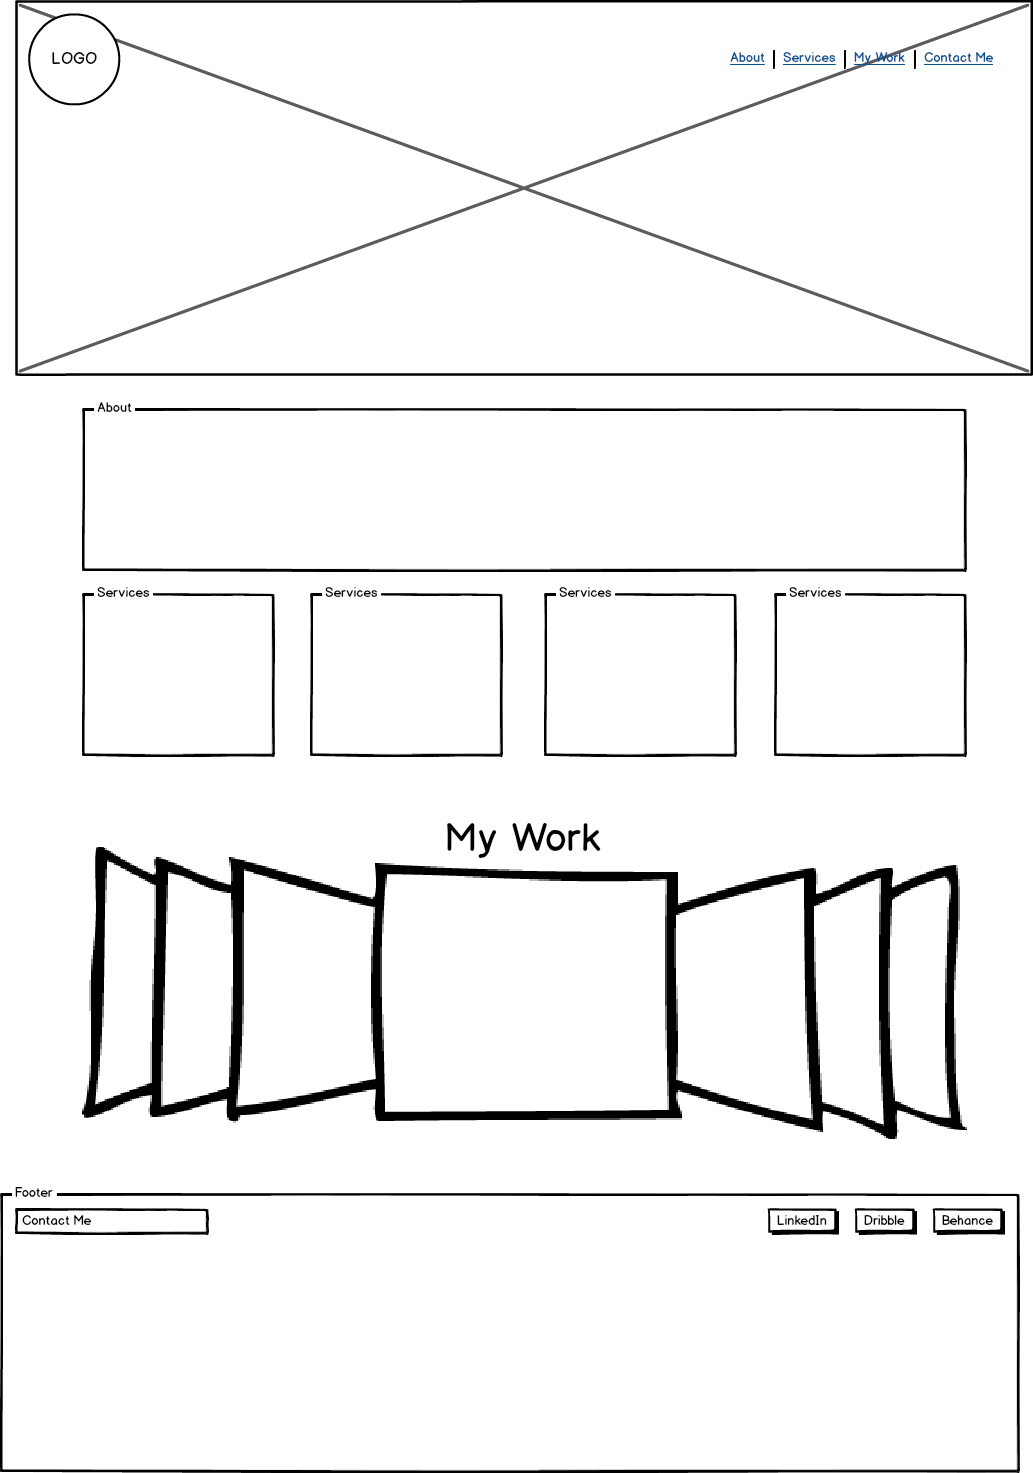 LOGO
About | Services | My Work | Contact Me
About
Services Services Services Services
My Work
Footer
Contact Me LinkedIn Dribble Behance